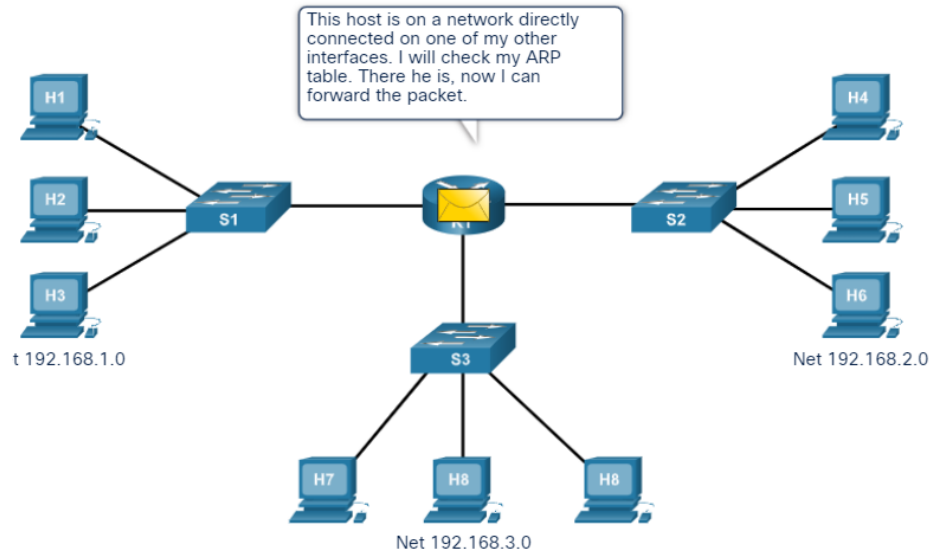 This host is on a network directly
connected on one of my other
interfaces. I will check my ARP
table. There he is, now I can
forward the packet.
H1
H4
H2
S1
S2
H5
H3
H6
t 192.168.1.0
Net 192.168.2.0
S3
H7
H8
H8
Net 192.168.3.0